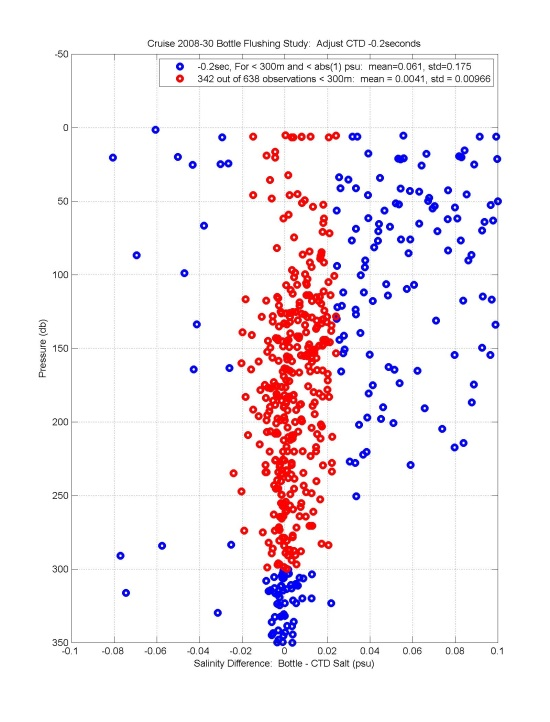 Cruise 2008-30 Bottle Flushing Study:  Adjust CTD -0.2seconds
-0.2sec, For < 300m and < abs(1) psu:  mean=0.061, std=0.175
342 out of 638 observations < 300m:  mean = 0.0041, std = 0.00966
-50
0
50
100
150
200
250
300
350
Pressure (db)
-0.1 -0.08 -0.06 -0.04 -0.02 0 0.02 0.04 0.06 0.08 0.1
Salinity Difference:  Bottle - CTD Salt (psu)